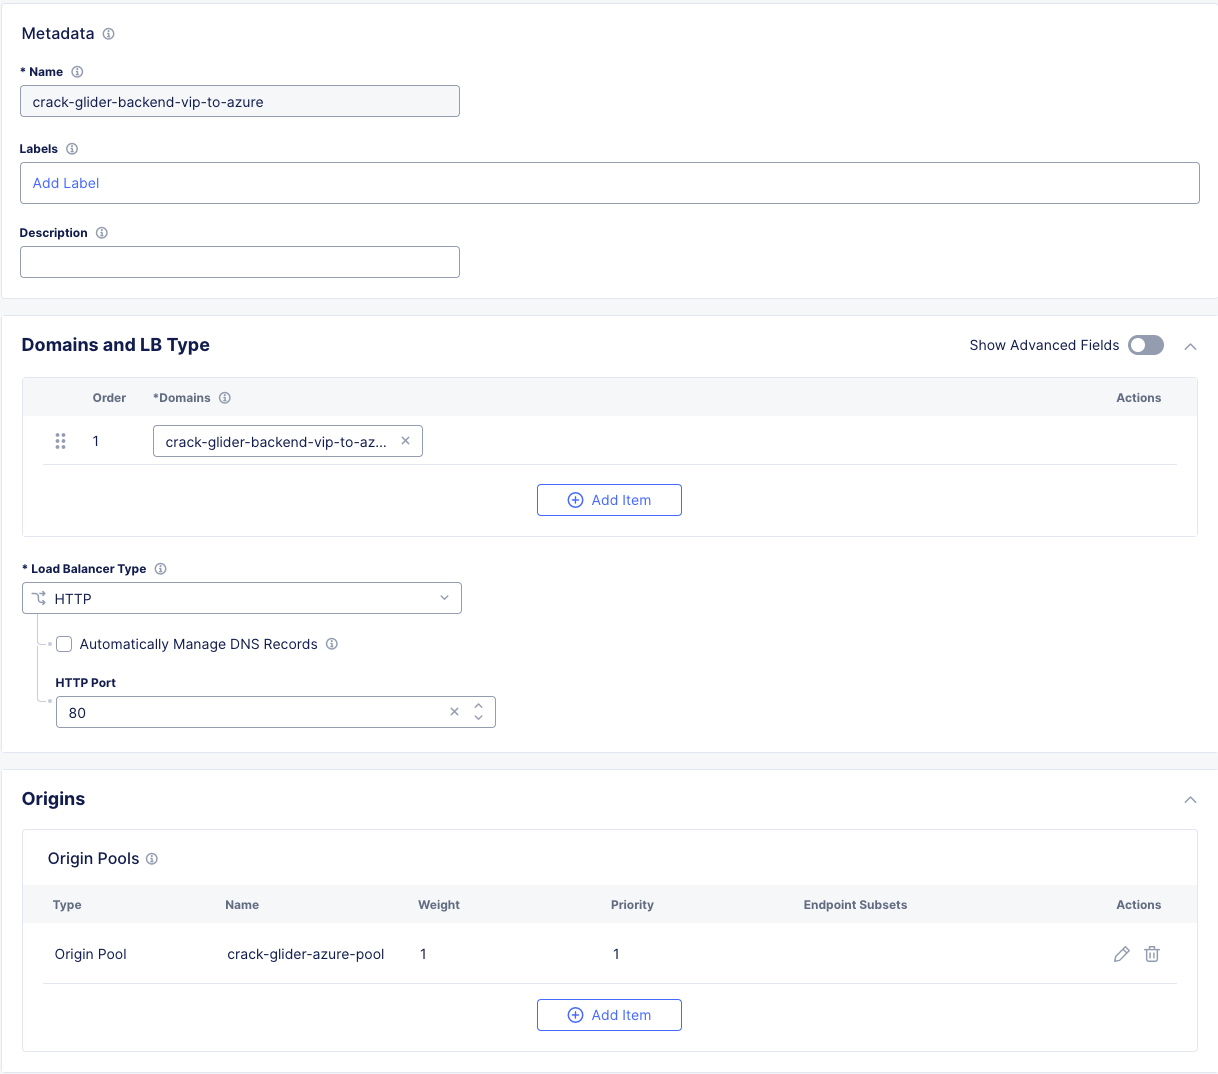 Metadata
* Name
crack-glider-backend-vip-to-azure
Labels
Add Label
Description
Domains and LB Type
Show Advanced Fields
Order *Domains Actions
1 crack-glider-backend-vip-to-az...
Add Item
* Load Balancer Type
HTTP
Automatically Manage DNS Records
HTTP Port
80
Origins
Origin Pools
Type Name Weight Priority Endpoint Subsets Actions
Origin Pool crack-glider-azure-pool 1 1
Add Item